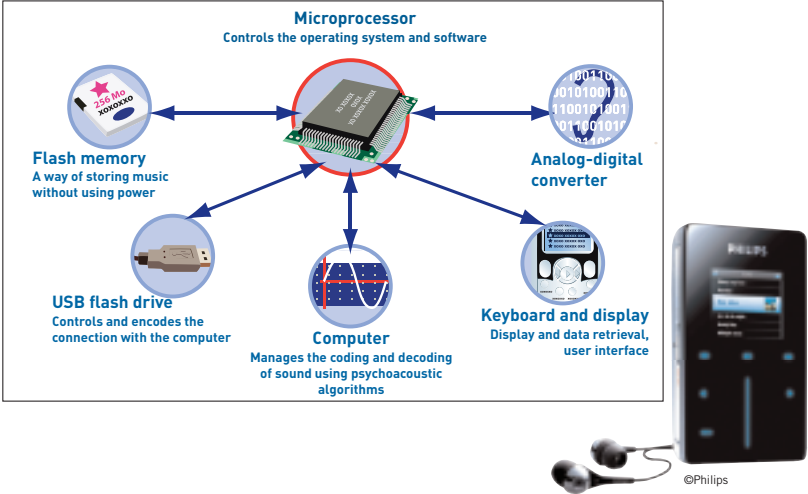 Microprocessor
Controls the operating system and software
256 Mo
xoxoxxo
Flash memory
A way of storing music
without using power
Analog-digital
converter
USB flash drive
Controls and encodes the
connection with the computer
Computer
Manages the coding and decoding
of sound using psychoacoustic
algorithms
Keyboard and display
Display and data retrieval,
user interface
PHILIPS
©Philips